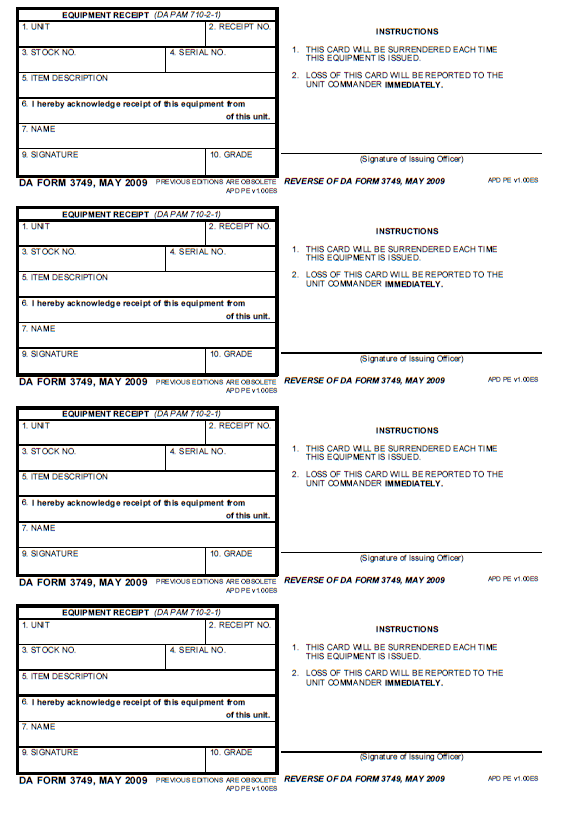 EQUIPMENT RECEIPT (DA PAM 710-2-1)
1. UNIT 2. RECEIPT NO.
3. STOCK NO. 4. SERIAL NO.
5. ITEM DESCRIPTION
6. I hereby acknowledge receipt of this equipment from
of this unit.
7. NAME
9. SIGNATURE 10. GRADE
DA FORM 3749, MAY 2009 PREVIOUS EDITIONS ARE OBSOLETE
APD PE v1.00ES
INSTRUCTIONS
1. THIS CARD WILL BE SURRENDERED EACH TIME
THIS EQUIPMENT IS ISSUED.
2. LOSS OF THIS CARD WILL BE REPORTED TO THE
UNIT COMMANDER IMMEDIATELY.
(Signature of Issuing Officer)
REVERSE OF DA FORM 3749, MAY 2009 APD PE v1.00ES
EQUIPMENT RECEIPT (DA PAM 710-2-1)
1. UNIT 2. RECEIPT NO.
3. STOCK NO. 4. SERIAL NO.
5. ITEM DESCRIPTION
6. I hereby acknowledge receipt of this equipment from
of this unit.
7. NAME
9. SIGNATURE 10. GRADE
DA FORM 3749, MAY 2009 PREVIOUS EDITIONS ARE OBSOLETE
APD PE v1.00ES
INSTRUCTIONS
1. THIS CARD WILL BE SURRENDERED EACH TIME
THIS EQUIPMENT IS ISSUED.
2. LOSS OF THIS CARD WILL BE REPORTED TO THE
UNIT COMMANDER IMMEDIATELY.
(Signature of Issuing Officer)
REVERSE OF DA FORM 3749, MAY 2009 APD PE v1.00ES
EQUIPMENT RECEIPT (DA PAM 710-2-1)
1. UNIT 2. RECEIPT NO.
3. STOCK NO. 4. SERIAL NO.
5. ITEM DESCRIPTION
6. I hereby acknowledge receipt of this equipment from
of this unit.
7. NAME
9. SIGNATURE 10. GRADE
DA FORM 3749, MAY 2009 PREVIOUS EDITIONS ARE OBSOLETE
APD PE v1.00ES
INSTRUCTIONS
1. THIS CARD WILL BE SURRENDERED EACH TIME
THIS EQUIPMENT IS ISSUED.
2. LOSS OF THIS CARD WILL BE REPORTED TO THE
UNIT COMMANDER IMMEDIATELY.
(Signature of Issuing Officer)
REVERSE OF DA FORM 3749, MAY 2009 APD PE v1.00ES
EQUIPMENT RECEIPT (DA PAM 710-2-1)
1. UNIT 2. RECEIPT NO.
3. STOCK NO. 4. SERIAL NO.
5. ITEM DESCRIPTION
6. I hereby acknowledge receipt of this equipment from
of this unit.
7. NAME
9. SIGNATURE 10. GRADE
DA FORM 3749, MAY 2009 PREVIOUS EDITIONS ARE OBSOLETE
APD PE v1.00ES
INSTRUCTIONS
1. THIS CARD WILL BE SURRENDERED EACH TIME
THIS EQUIPMENT IS ISSUED.
2. LOSS OF THIS CARD WILL BE REPORTED TO THE
UNIT COMMANDER IMMEDIATELY.
(Signature of Issuing Officer)
REVERSE OF DA FORM 3749, MAY 2009 APD PE v1.00ES